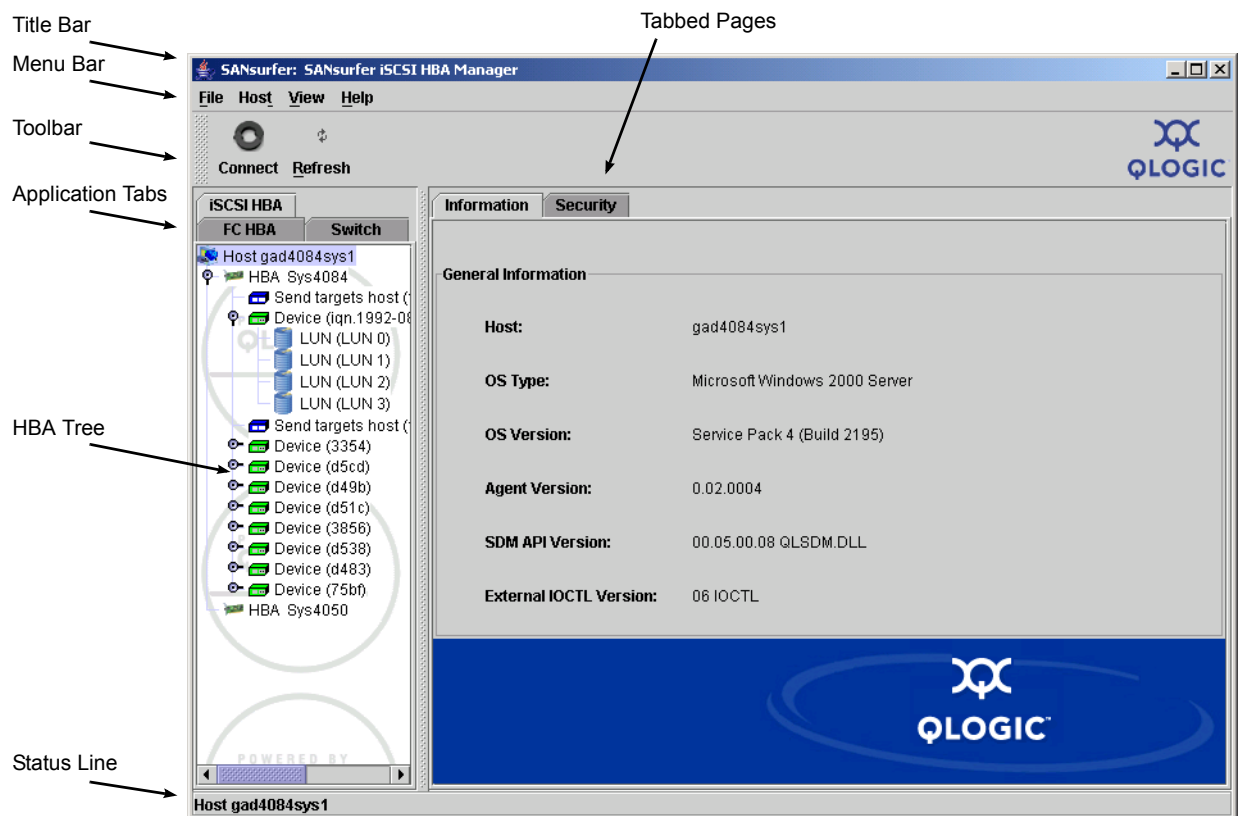 Title Bar
Tabbed Pages
Menu Bar
SANsurfer: SANsurfer iSCSI HBA Manager
File Host View Help
Toolbar
Connect Refresh
QLOGIC
Application Tabs
iSCSI HBA
FC HBA Switch
Information Security
Host gad4084sys1
HBA Sys4084
Send targets host (
Device (iqn.1992-08
LUN (LUN 0)
LUN (LUN 1)
LUN (LUN 2)
LUN (LUN 3)
Send targets host (
Device (3354)
Device (d5cd)
Device (d49b)
Device (d51c)
Device (3856)
Device (d538)
Device (d483)
Device (75bf)
HBA Sys4050
HBA Tree
General Information
Host: gad4084sys1
OS Type: Microsoft Windows 2000 Server
OS Version: Service Pack 4 (Build 2195)
Agent Version: 0.02.0004
SDM API Version: 00.05.00.08 QLSDM.DLL
External IOCTL Version: 06 IOCTL
QLOGIC™
POWERED BY
Status Line
Host gad4084sys1